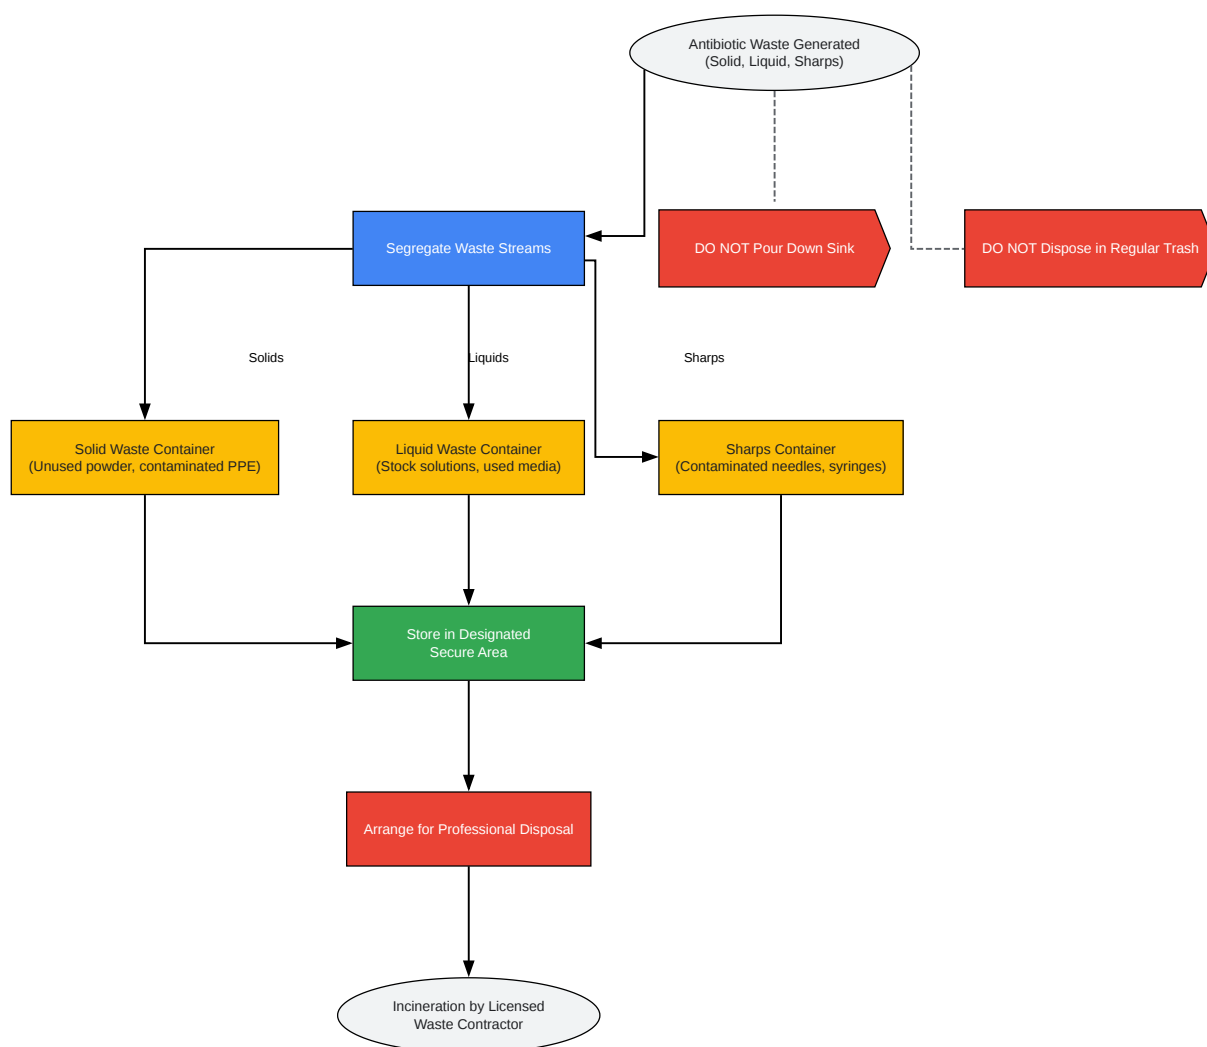 Antibiotic Waste Generated
(Solid, Liquid, Sharps)
Segregate Waste Streams
DO NOT Pour Down Sink
DO NOT Dispose in Regular Trash
Solids
Liquids
Sharps
Solid Waste Container
(Unused powder, contaminated PPE)
Liquid Waste Container
(Stock solutions, used media)
Sharps Container
(Contaminated needles, syringes)
Store in Designated
Secure Area
Arrange for Professional Disposal
Incineration by Licensed
Waste Contractor